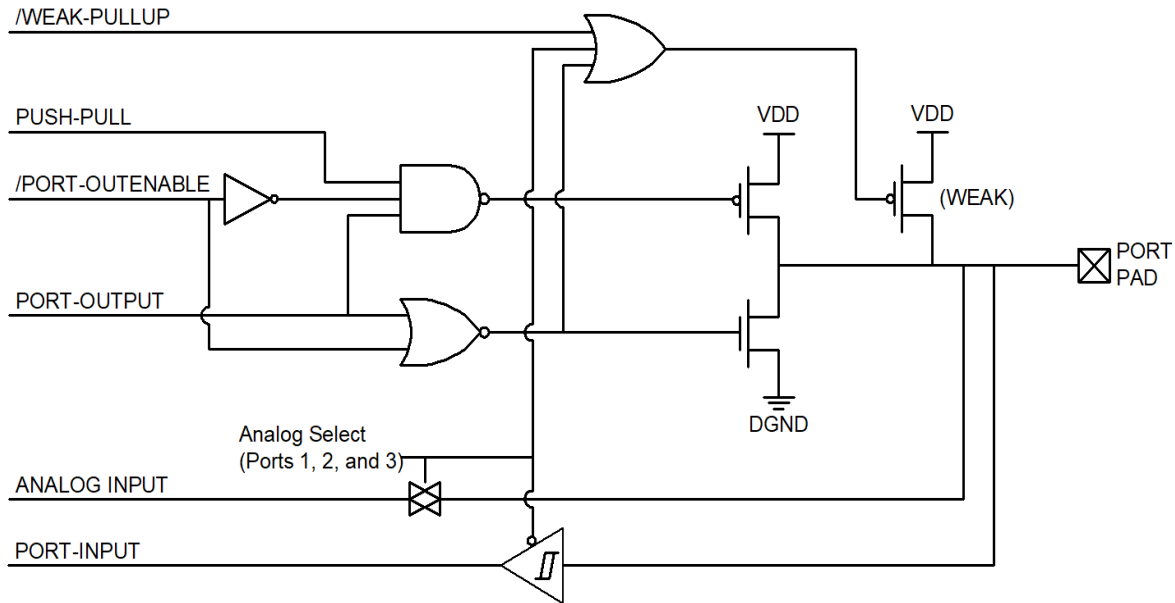 /WEAK-PULLUP
PUSH-PULL
VDD
VDD
/PORT-OUTENABLE
(WEAK)
PORT
PAD
PORT-OUTPUT
DGND
Analog Select
(Ports 1, 2, and 3)
ANALOG INPUT
PORT-INPUT